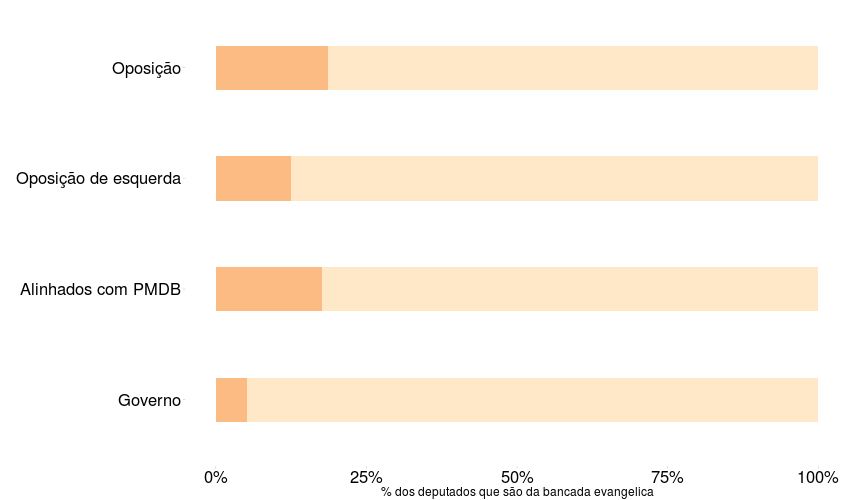 Oposição
Oposição de esquerda
Alinhados com PMDB
Governo
0% 25% 50% 75% 100%
% dos deputados que são da bancada evangelica